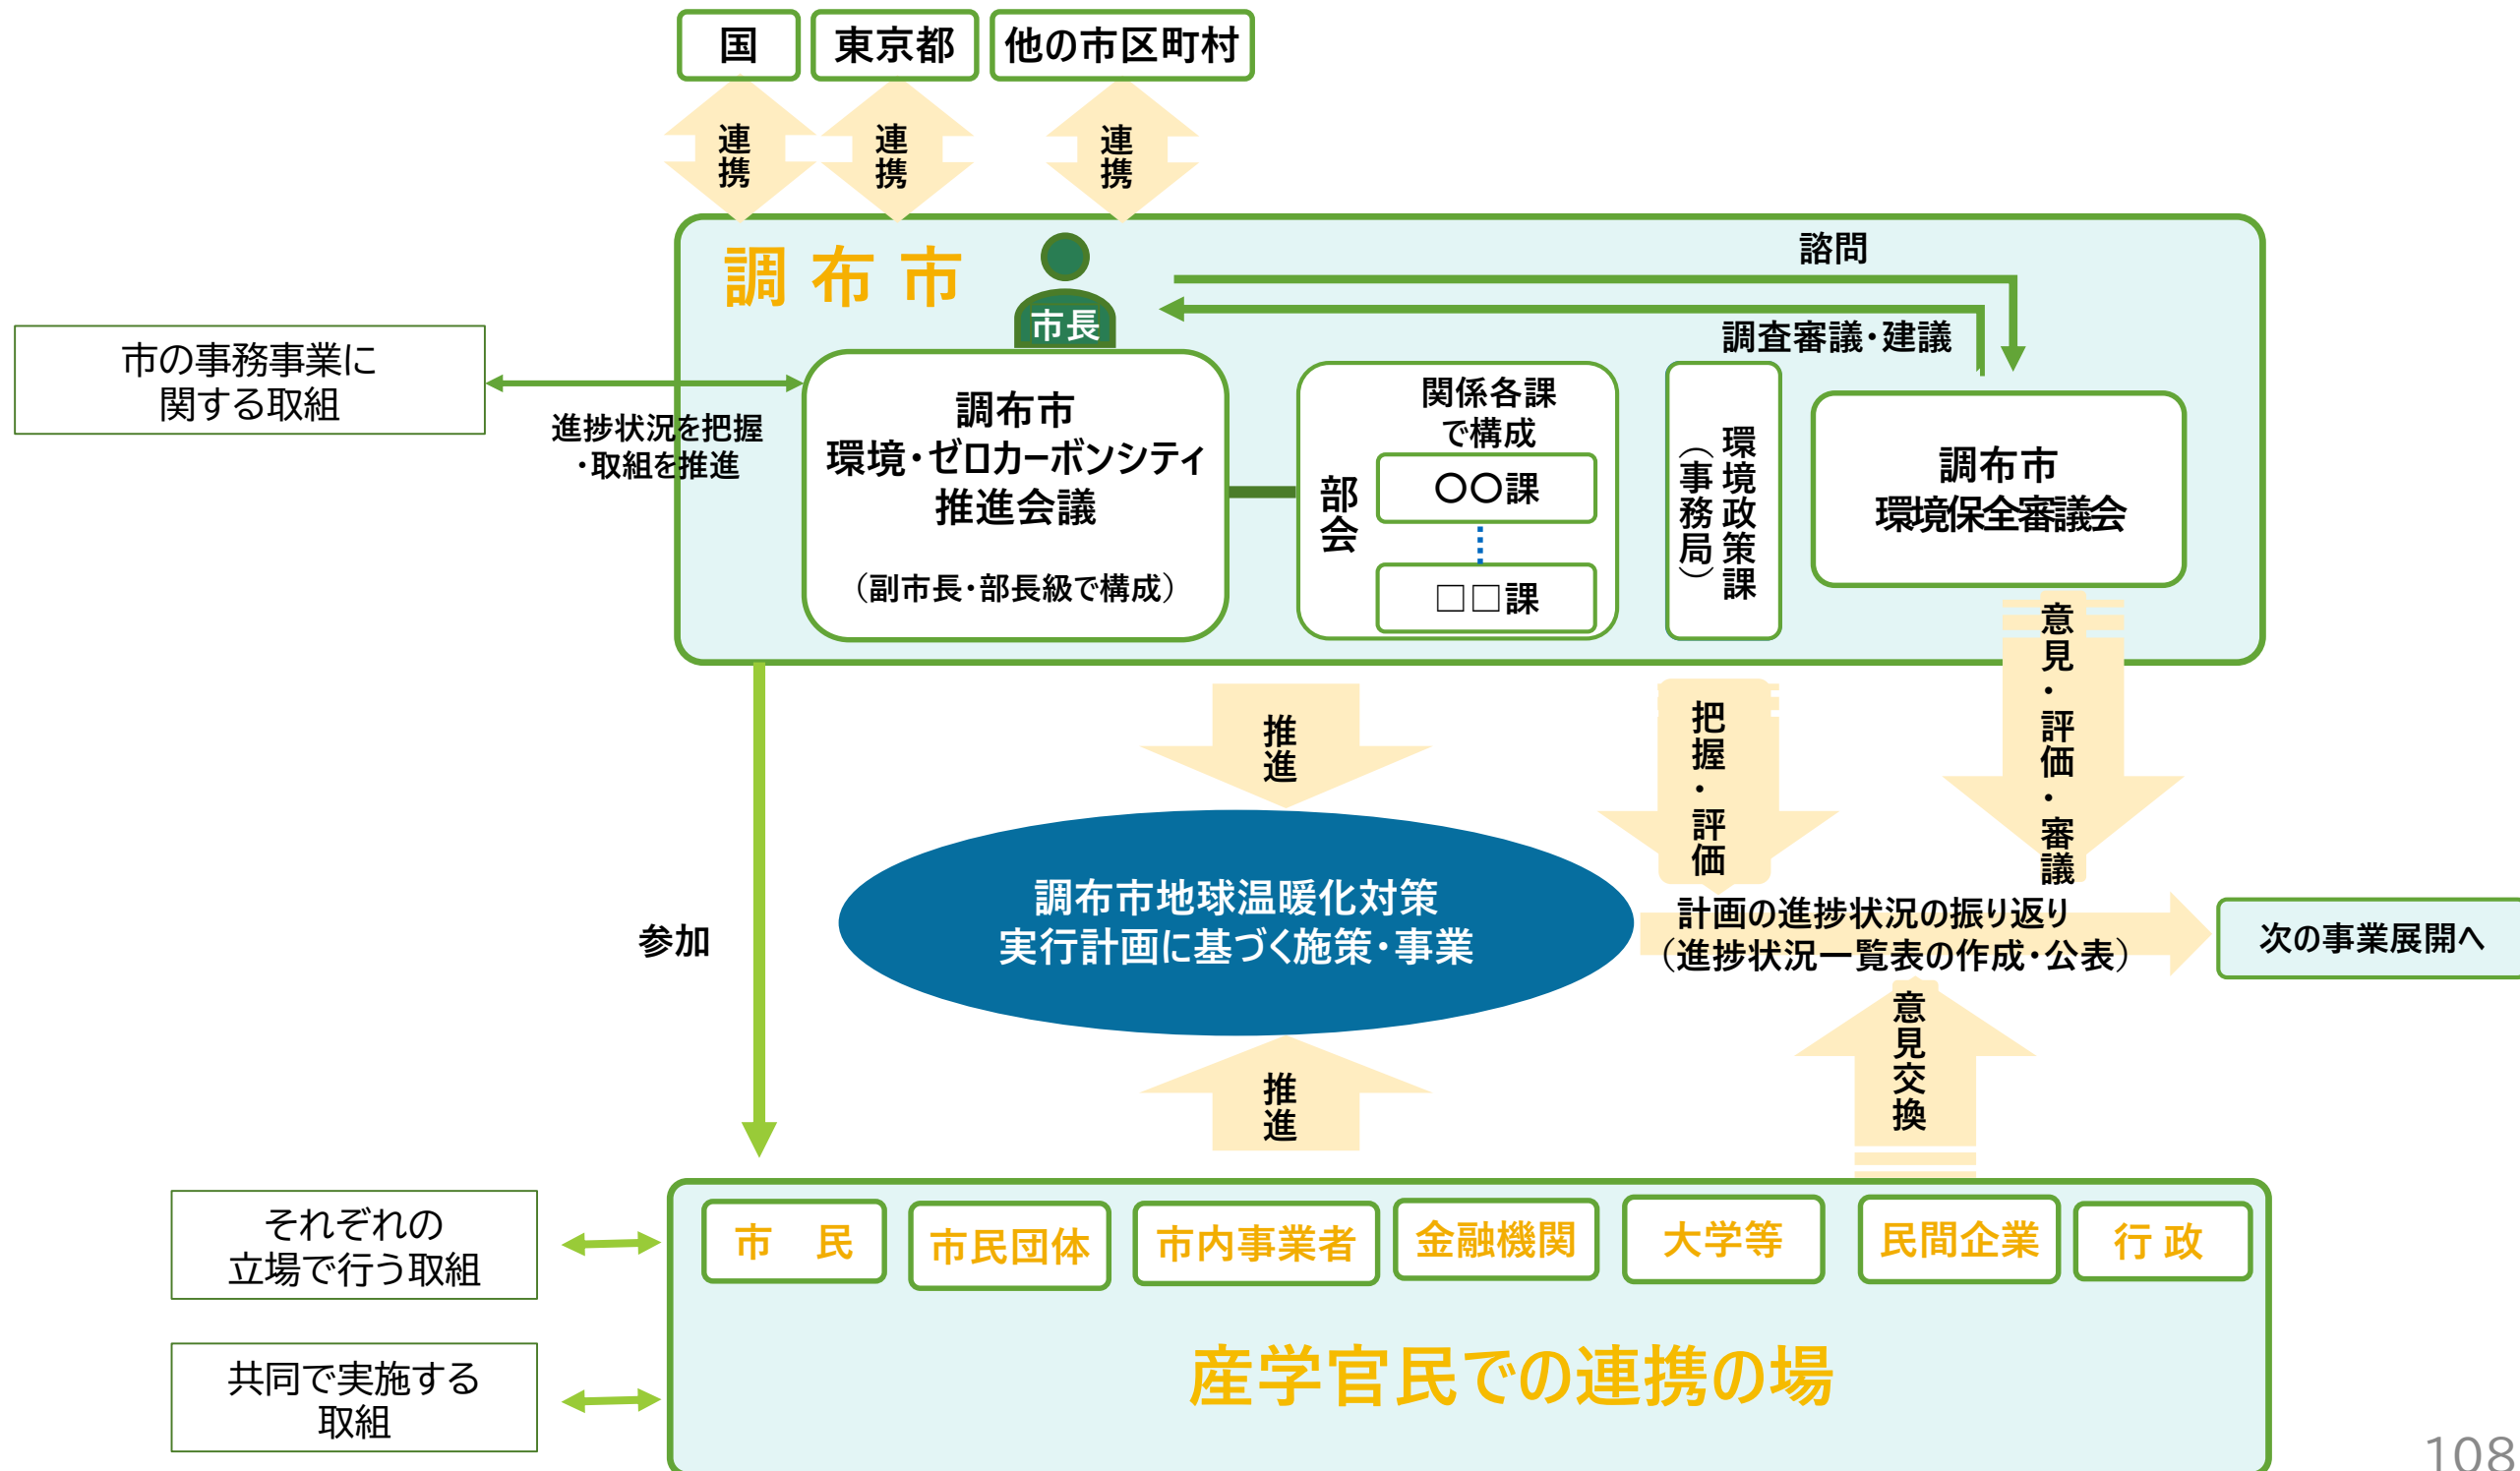 国
東京都
他の市区町村
連携
連携
連携
調布市
市長
諮問
調査審議・建議
市の事務事業に
関する取組
進捗状況を把握
・取組を推進
調布市
環境・ゼロカーボンシティ
推進会議
（副市長・部長級で構成）
部会
関係各課
で構成
〇〇課
□□課
環境政策課
（事務局）
調布市
環境保全審議会
推進
把握・評価
意見・評価・審議
参加
調布市地球温暖化対策
実行計画に基づく施策・事業
計画の進捗状況の振り返り
（進捗状況一覧表の作成・公表）
次の事業展開へ
推進
意見交換
それぞれの
立場で行う取組
共同で実施する
取組
市　民
市民団体
市内事業者
金融機関
大学等
民間企業
行 政
産学官民での連携の場
108